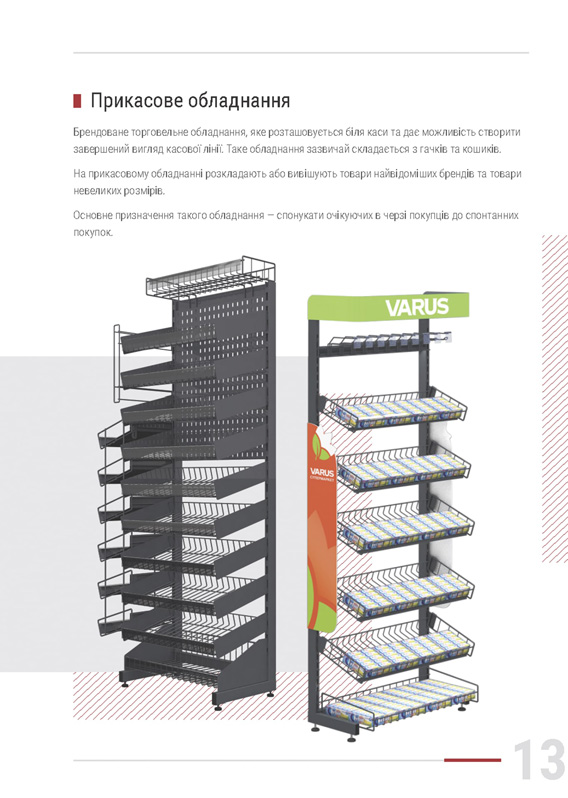 Прикасове обладнання
Брендоване торговельне обладнання, яке розташовується біля каси та дає можливість створити
завершений вигляд касової лінії. Таке обладнання зазвичай складається з гачків та кошиків.
На прикасовому обладнанні розкладають або вивішують товари найвідоміших брендів та товари
невеликих розмірів.
Основне призначення такого обладнання — спонукати очікуючих в черзі покупців до спонтанних
покупок.
VARUS
VARUS
13